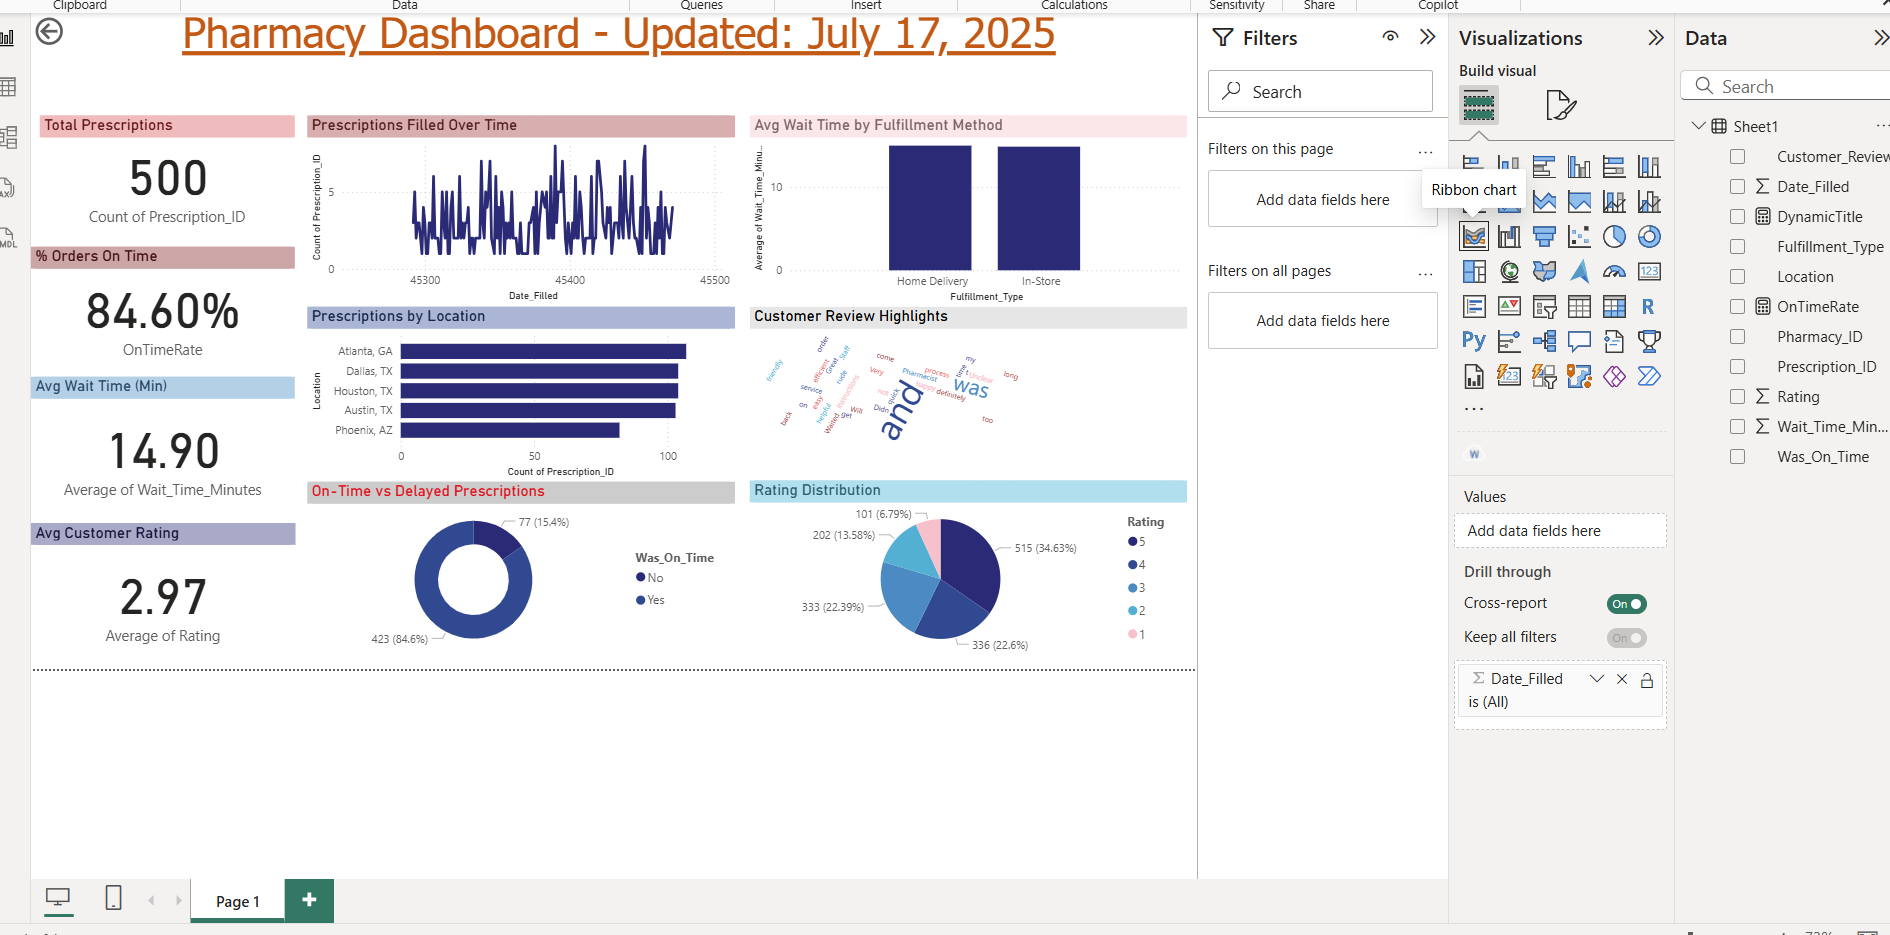 Clipboard
Data
Queries
Insert
Calculations
Sensitivity
Share
Copilot
Pharmacy Dashboard - Updated: July 17, 2025
Total Prescriptions
500
Count of Prescription_ID
% Orders On Time
84.60%
OnTimeRate
Avg Wait Time (Min)
14.90
Average of Wait_Time_Minutes
Avg Customer Rating
2.97
Average of Rating
Prescriptions Filled Over Time
Count of Prescription_ID
5
0
45300
45400
45500
Date_Filled
Prescriptions by Location
Location
Atlanta, GA
Dallas, TX
Houston, TX
Austin, TX
Phoenix, AZ
0
50
100
Count of Prescription_ID
On-Time vs Delayed Prescriptions
77 (15.4%)
423 (84.6%)
Was_On_Time
No
Yes
Avg Wait Time by Fulfillment Method
Average of Wait_Time_Minu...
10
0
Home Delivery
In-Store
Fulfillment_Type
Customer Review Highlights
order
Staff
Great
friendly
efficient
rude
come
very
process
Pharmacist
happy
my
time
t
Unclear
long
was
definitely
service
instructions
not
quick
and
on
easy
helpful
Will
get
Waited
Didn
back
too
Rating Distribution
101 (6.79%)
202 (13.58%)
333 (22.39%)
515 (34.63%)
336 (22.6%)
Rating
5
4
3
2
1
Page 1
+
Filters
Search
Filters on this page
...
Add data fields here
Filters on all pages
...
Add data fields here
Visualizations
Build visual
Ribbon chart
123
R
Py
123
...
W
Values
Add data fields here
Drill through
Cross-report
On
Keep all filters
On
Date_Filled
is (All)
Data
Search
Sheet1
...
Customer_Review
Date_Filled
DynamicTitle
Fulfillment_Type
Location
OnTimeRate
Pharmacy_ID
Prescription_ID
Rating
Wait_Time_Min...
Was_On_Time